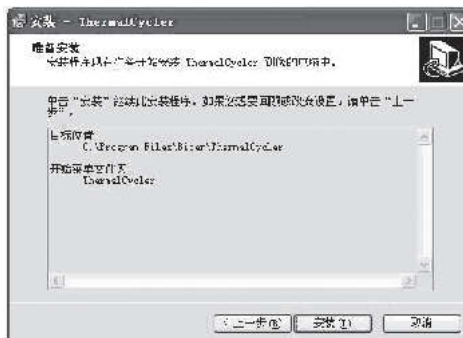 安装 - ThermalCycler
准备安装
安装程序现在准备开始安装 ThermalCycler 到您的电脑中。
单击“安装”继续此安装程序。如果您想要回顾或改变设置，请单击“上一
步”。
目标位置：
C:\Program Files\Bioer\ThermalCycler
开始菜单文件夹：
ThermalCycler
< 上一步(B)
安装(I)
取消